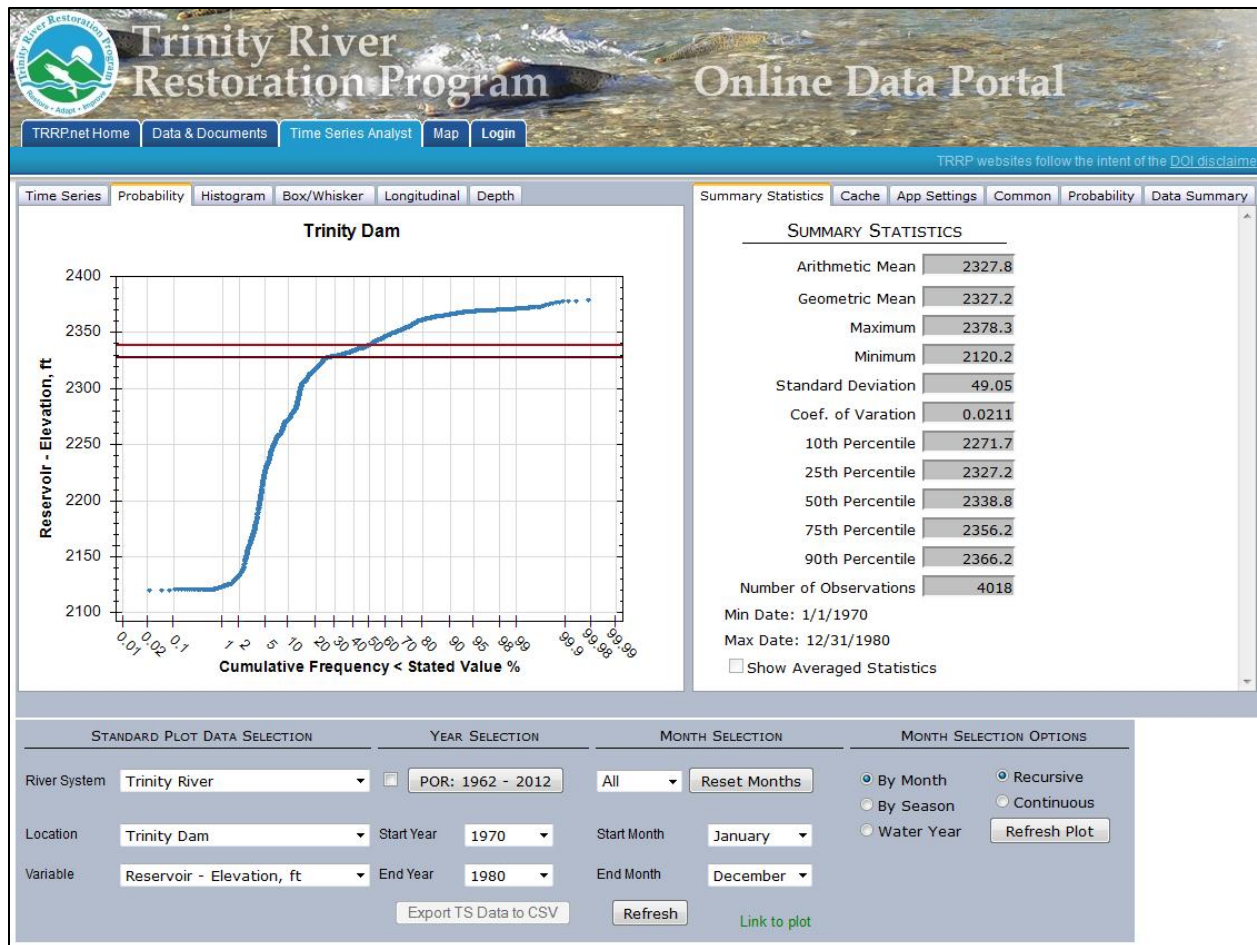 Trinity River Restoration Program
Restore • Adapt • Improve
Trinity River
Restoration Program
Online Data Portal
TRRP.net Home
Data & Documents
Time Series Analyst
Map
Login
TRRP websites follow the intent of the DOI disclaime
Time Series
Probability
Histogram
Box/Whisker
Longitudinal
Depth
Trinity Dam
Reservoir - Elevation, ft
2400
2350
2300
2250
2200
2150
2100
0.01
0.02
0.1
1
2
5
10
20
30
40
50
60
70
80
90
95
98
99
99.9
99.98
99.99
Cumulative Frequency < Stated Value %
Summary Statistics
Cache
App Settings
Common
Probability
Data Summary
SUMMARY STATISTICS
Arithmetic Mean 2327.8
Geometric Mean 2327.2
Maximum 2378.3
Minimum 2120.2
Standard Deviation 49.05
Coef. of Varation 0.0211
10th Percentile 2271.7
25th Percentile 2327.2
50th Percentile 2338.8
75th Percentile 2356.2
90th Percentile 2366.2
Number of Observations 4018
Min Date: 1/1/1970
Max Date: 12/31/1980
Show Averaged Statistics
STANDARD PLOT DATA SELECTION
River System Trinity River
Location Trinity Dam
Variable Reservoir - Elevation, ft
YEAR SELECTION
POR: 1962 - 2012
Start Year 1970
End Year 1980
Export TS Data to CSV
MONTH SELECTION
All
Reset Months
Start Month January
End Month December
Refresh
Link to plot
MONTH SELECTION OPTIONS
By Month
By Season
Water Year
Recursive
Continuous
Refresh Plot